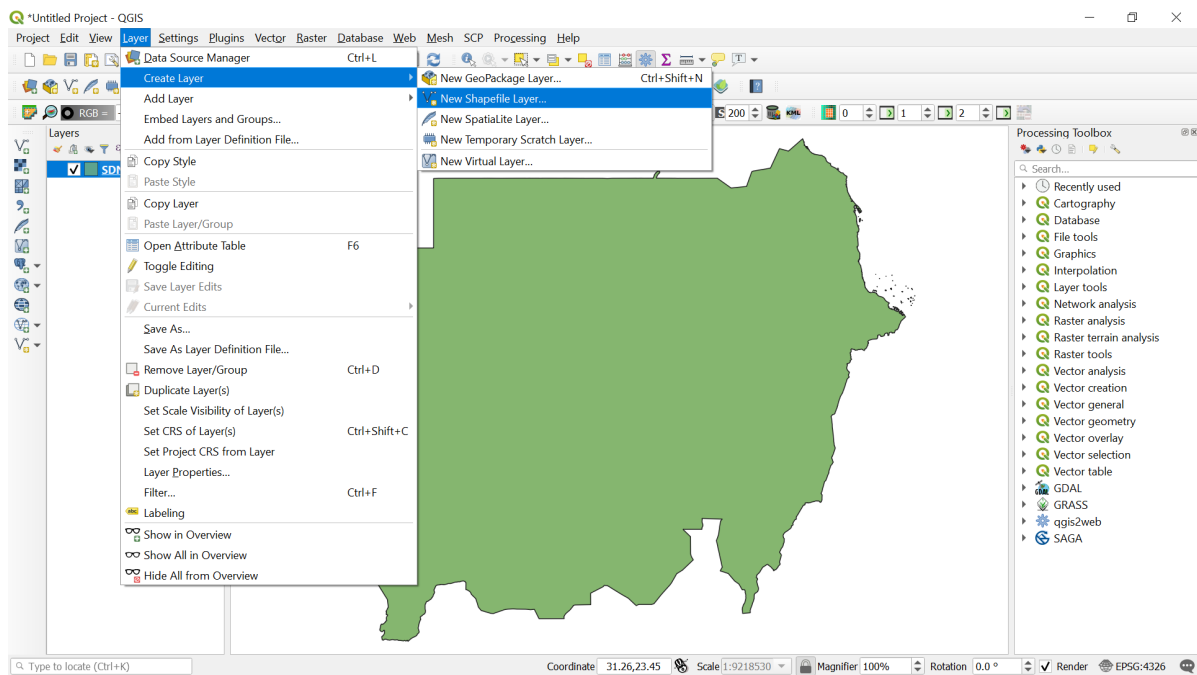 *Untitled Project - QGIS
Project Edit View Layer Settings Plugins Vector Raster Database Web Mesh SCP Processing Help
Data Source Manager Ctrl+L
Create Layer
Add Layer
Embed Layers and Groups...
Add from Layer Definition File...
Copy Style
Paste Style
Copy Layer
Paste Layer/Group
Open Attribute Table F6
Toggle Editing
Save Layer Edits
Current Edits
Save As...
Save As Layer Definition File...
Remove Layer/Group Ctrl+D
Duplicate Layer(s)
Set Scale Visibility of Layer(s)
Set CRS of Layer(s) Ctrl+Shift+C
Set Project CRS from Layer
Layer Properties...
Filter... Ctrl+F
abc Labeling
Show in Overview
Show All in Overview
Hide All from Overview
New GeoPackage Layer... Ctrl+Shift+N
New Shapefile Layer...
New SpatiaLite Layer...
New Temporary Scratch Layer...
New Virtual Layer...
RGB =
S 200 KML 0 1 2
Layers
SDN
Processing Toolbox
Search...
Recently used
Cartography
Database
File tools
Graphics
Interpolation
Layer tools
Network analysis
Raster analysis
Raster terrain analysis
Raster tools
Vector analysis
Vector creation
Vector general
Vector geometry
Vector overlay
Vector selection
Vector table
GDAL
GRASS
qgis2web
SAGA
Type to locate (Ctrl+K) Coordinate 31.26,23.45 Scale 1:9218530 Magnifier 100% Rotation 0.0 ° Render EPSG:4326